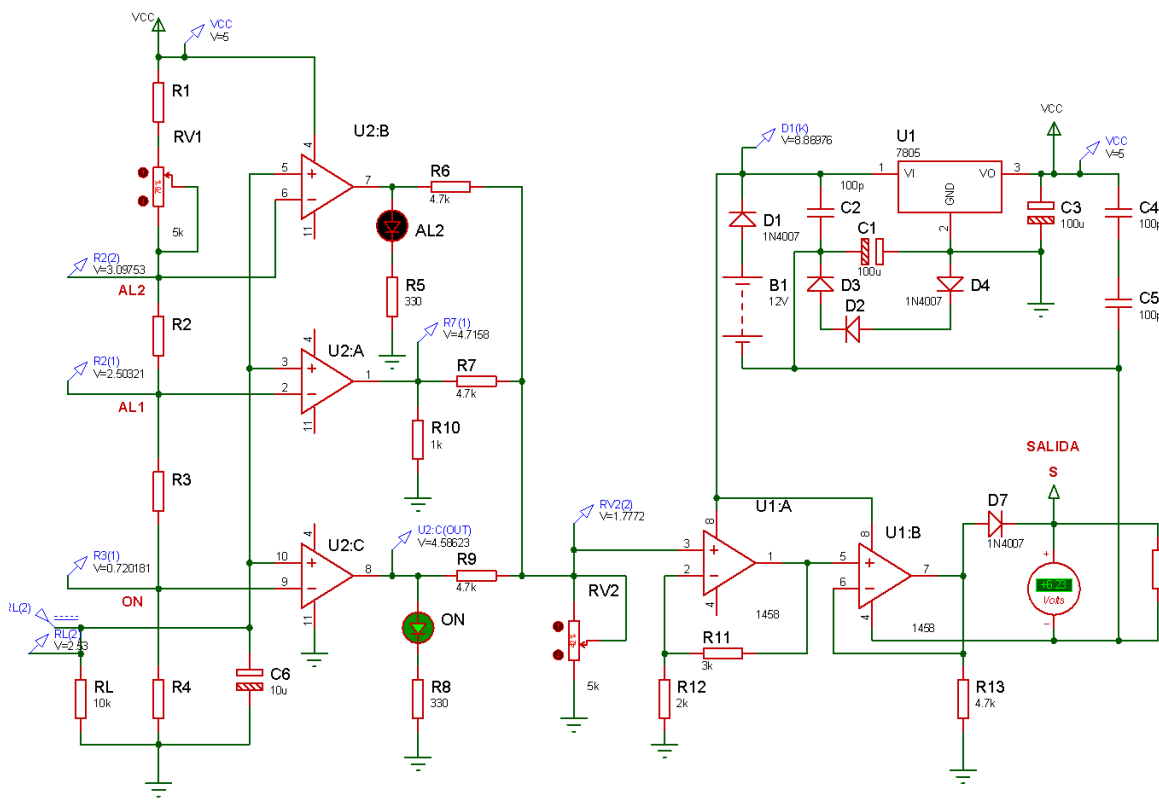 VCC
VCC
V=5
R1
RV1
76 %
5k
R2(2)
V=3.09753
AL2
R2
R2(1)
V=2.50321
AL1
R3
R3(1)
V=0.720181
ON
RL(2)
RL(2)
V=2.53
RL
10k
R4
C6
10u
U2:B
4
5
6
7
11
R6
4.7k
AL2
R5
330
U2:A
4
3
2
1
11
R7(1)
V=4.7158
R7
4.7k
R10
1k
U2:C
4
10
9
8
11
U2:C(OUT)
V=4.58623
R9
4.7k
ON
R8
330
RV2(2)
V=1.7772
RV2
42 %
5k
U1:A
8
3
2
1
4
1458
R11
3k
R12
2k
U1:B
8
5
6
7
4
1458
R13
4.7k
D7
1N4007
SALIDA
S
+6.23
Volts
+
−
D1(K)
V=8.86976
D1
1N4007
B1
12V
100p
C2
C1
100u
D3
D2
D4
1N4007
U1
7805
1
VI
VO
3
GND
2
VCC
VCC
V=5
C3
100u
C4
100p
C5
100p